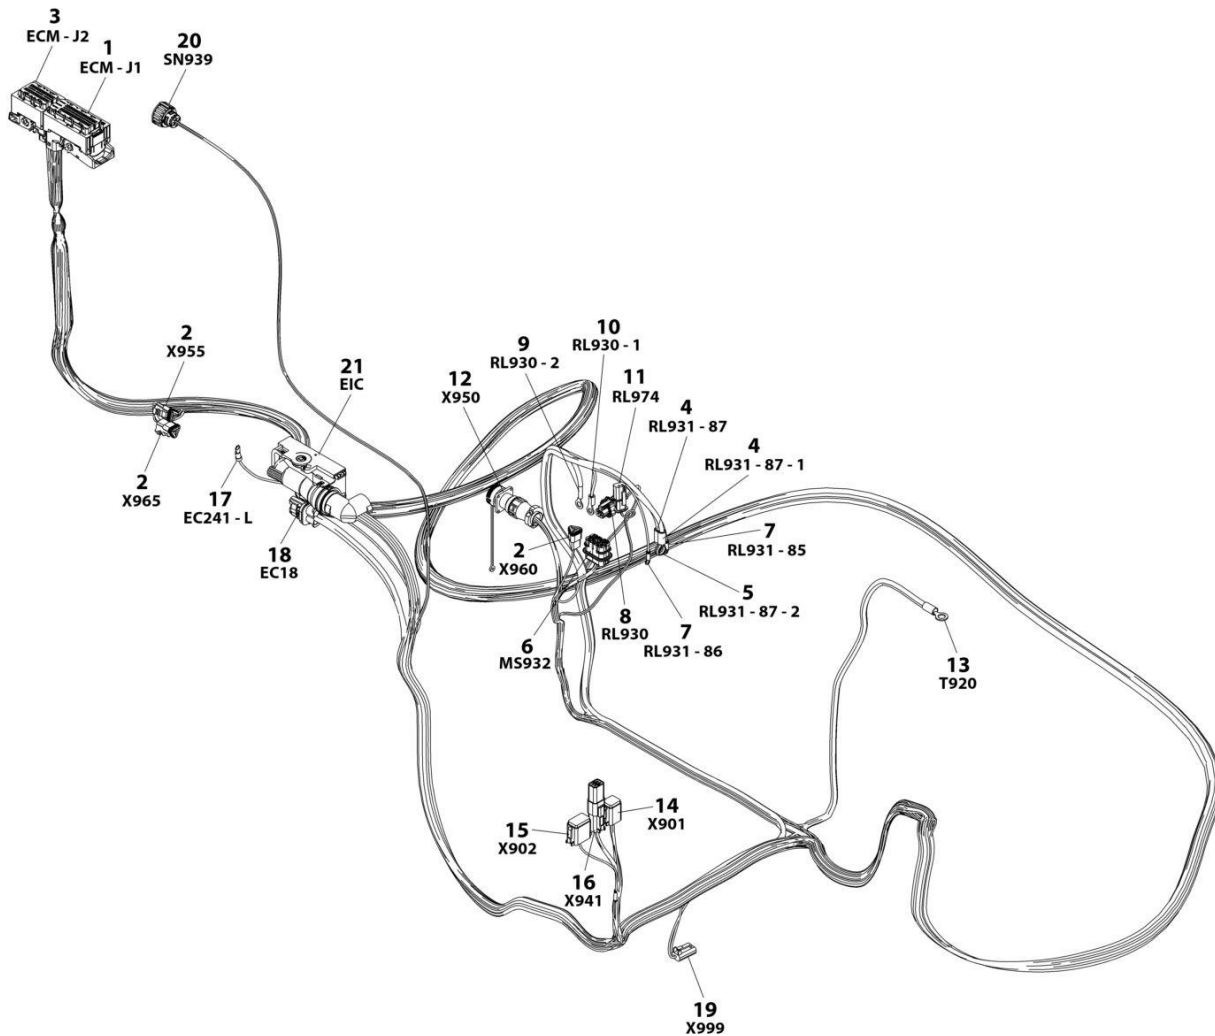 3
ECM - J2
1
ECM - J1
20
SN939
2
X955
21
EIC
12
X950
9
RL930 - 2
10
RL930 - 1
11
RL974
4
RL931 - 87
4
RL931 - 87 - 1
2
X965
17
EC241 - L
18
EC18
2
X960
7
RL931 - 85
5
RL931 - 87 - 2
8
RL930
7
RL931 - 86
6
MS932
13
T920
15
X902
14
X901
16
X941
19
X999